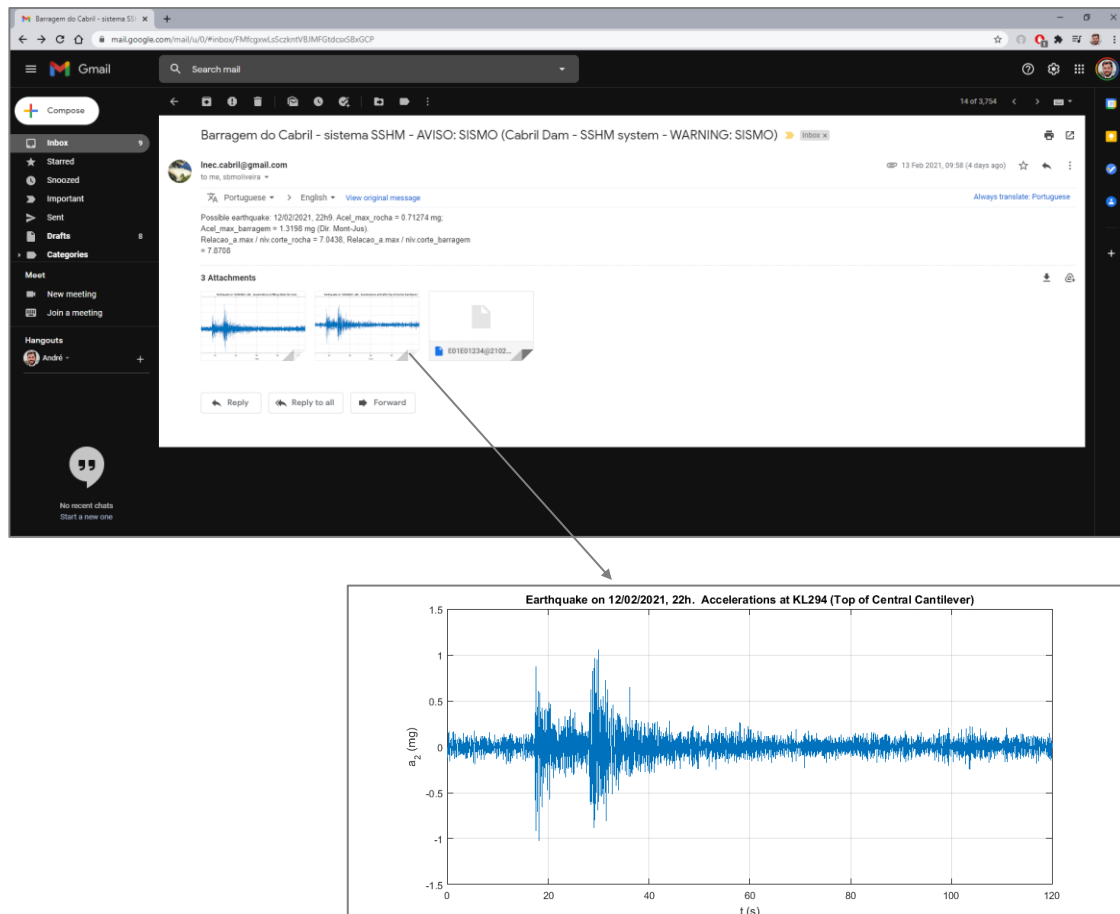 Barragem do Cabril - sistema SS
mail.google.com/mail/u/0/#inbox/FMfcgxwLsSczkntVBJMFGtdcsxSBxGCP
Gmail
Search mail
Compose
14 of 3,754
Inbox 9
Starred
Snoozed
Important
Sent
Drafts 8
Categories
Meet
New meeting
Join a meeting
Hangouts
André
No recent chats
Start a new one
Barragem do Cabril - sistema SSHM - AVISO: SISMO (Cabril Dam - SSHM system - WARNING: SISMO) Inbox x
lnec.cabril@gmail.com
13 Feb 2021, 09:58 (4 days ago)
to me, sbmoliveira
Portuguese > English View original message
Always translate: Portuguese
Possible earthquake: 12/02/2021, 22h9. Acel_max_rocha = 0.71274 mg;
Acel_max_barragem = 1.3198 mg (Dir. Mont-Jus).
Relacao_a.max / niv.corte_rocha = 7.0438, Relacao_a.max / niv.corte_barragem
= 7.8708
3 Attachments
E01E01234@2102...
Reply
Reply to all
Forward
Earthquake on 12/02/2021, 22h. Accelerations at KL294 (Top of Central Cantilever)
1.5
1
0.5
0
-0.5
-1
-1.5
a2 (mg)
0 20 40 60 80 100 120
t (s)